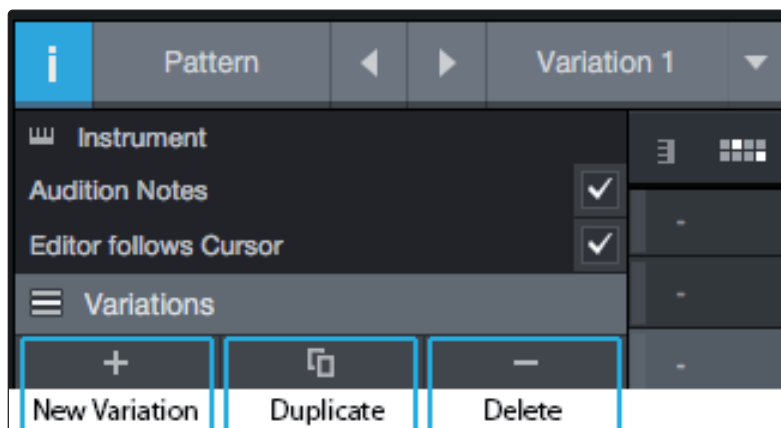 i Pattern Variation 1
Instrument
Audition Notes
-
Editor follows Cursor
Variations
-
+ − -
New Variation Duplicate Delete